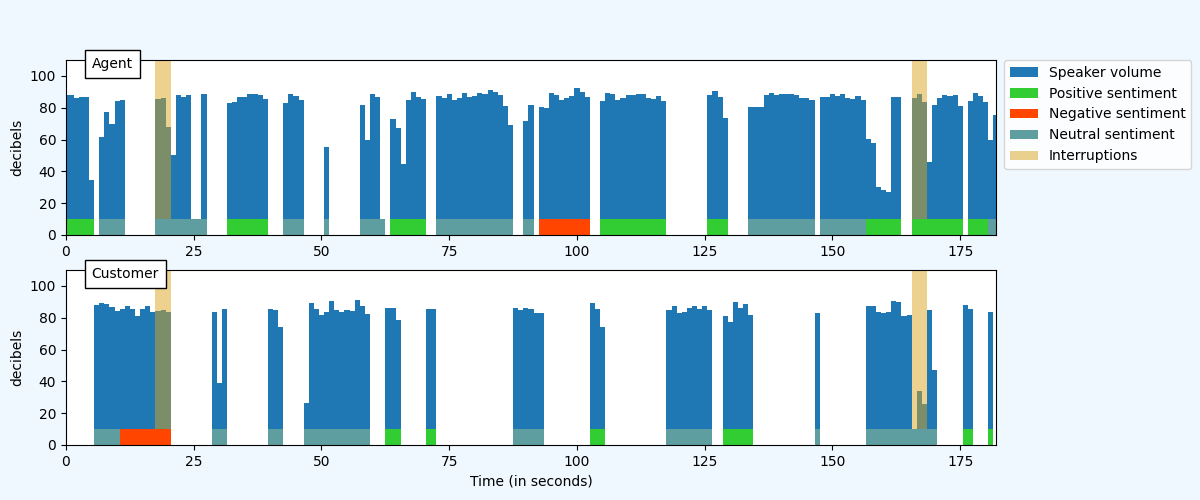 Agent
100
80
60
40
20
0
decibels
0 25 50 75 100 125 150 175
Speaker volume
Positive sentiment
Negative sentiment
Neutral sentiment
Interruptions
Customer
100
80
60
40
20
0
decibels
0 25 50 75 100 125 150 175
Time (in seconds)